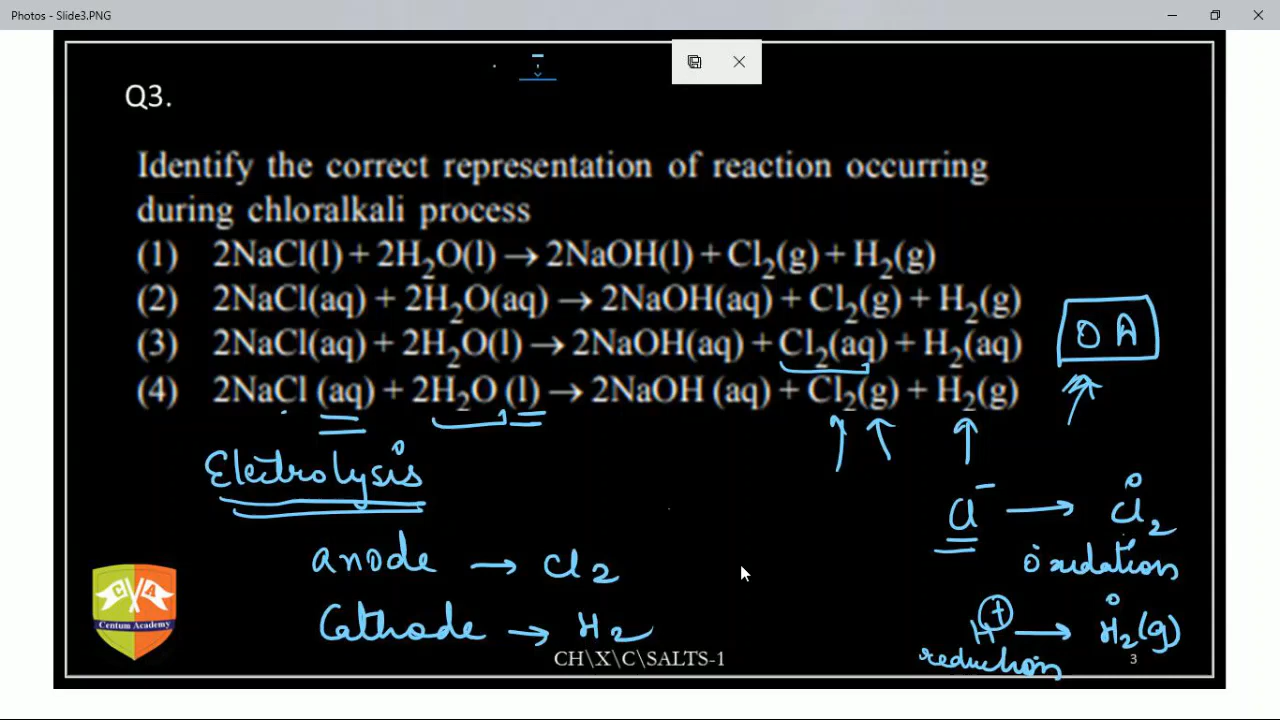 Photos - Slide3.PNG
Q3.
Identify the correct representation of reaction occurring
during chloralkali process
(1) 2NaCl(l) + 2H₂O(l) → 2NaOH(l) + Cl₂(g) + H₂(g)
(2) 2NaCl(aq) + 2H₂O(aq) → 2NaOH(aq) + Cl₂(g) + H₂(g)
(3) 2NaCl(aq) + 2H₂O(l) → 2NaOH(aq) + Cl₂(aq) + H₂(aq)
(4) 2NaCl (aq) + 2H₂O (l) → 2NaOH (aq) + Cl₂(g) + H₂(g)
O A
Electrolysis
Cl⁻ → Cl₂
oxidation
anode → Cl₂
Cathode → H₂
H⁺ → H₂(g)
reduction
C A
Centum Academy
CH\X\C\SALTS-1
3